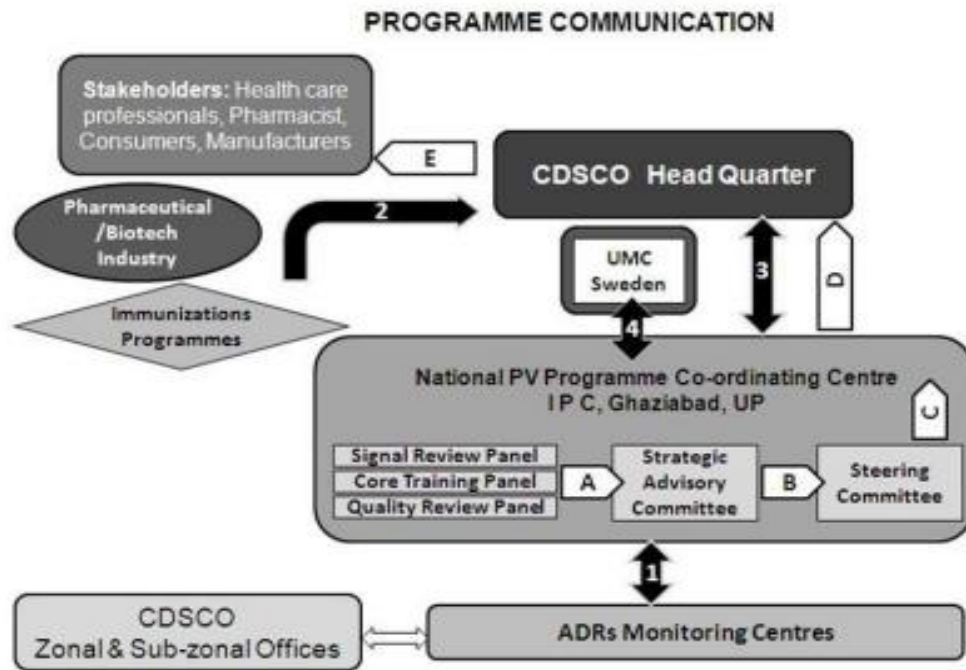 PROGRAMME COMMUNICATION
Stakeholders: Health care
professionals, Pharmacist,
Consumers, Manufacturers
E
CDSCO Head Quarter
Pharmaceutical
/Biotech
Industry
2
UMC
Sweden
3
D
Immunizations
Programmes
4
National PV Programme Co-ordinating Centre
I P C, Ghaziabad, UP
C
Signal Review Panel
Core Training Panel
Quality Review Panel
A
Strategic
Advisory
Committee
B
Steering
Committee
1
CDSCO
Zonal & Sub-zonal Offices
ADRs Monitoring Centres